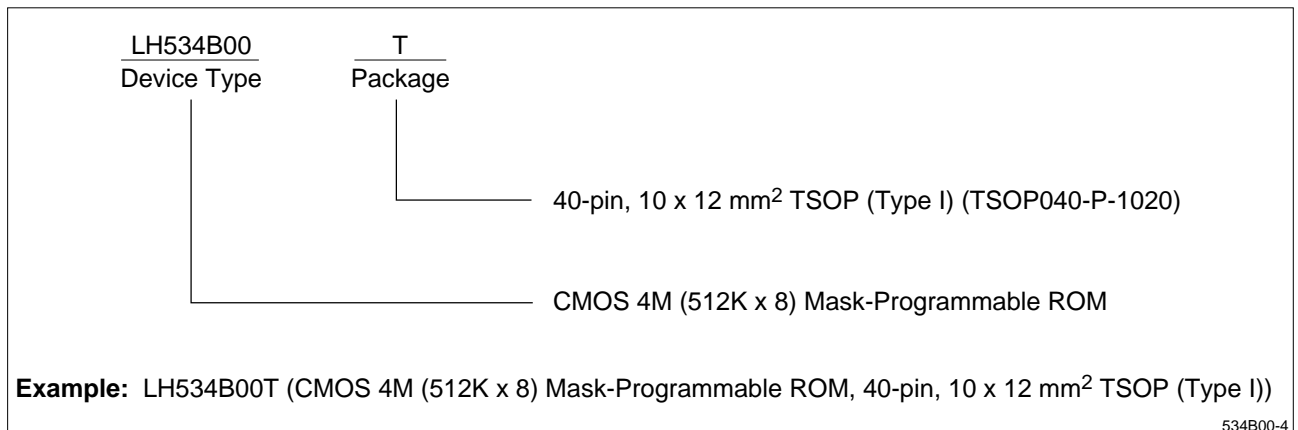 LH534B00 T
Device Type Package
40-pin, 10 x 12 mm² TSOP (Type I) (TSOP040-P-1020)
CMOS 4M (512K x 8) Mask-Programmable ROM
Example: LH534B00T (CMOS 4M (512K x 8) Mask-Programmable ROM, 40-pin, 10 x 12 mm² TSOP (Type I))
534B00-4